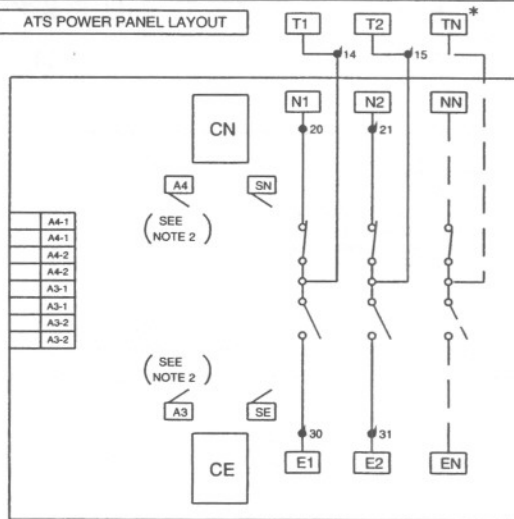 ATS POWER PANEL LAYOUT
T1 T2 TN *
14 15
CN
N1 N2 NN
20 21
A4 SN
(SEE
NOTE 2)
A4-1
A4-1
A4-2
A4-2
A3-1
A3-1
A3-2
A3-2
(SEE
NOTE 2)
A3 SE
30 31
CE
E1 E2 EN